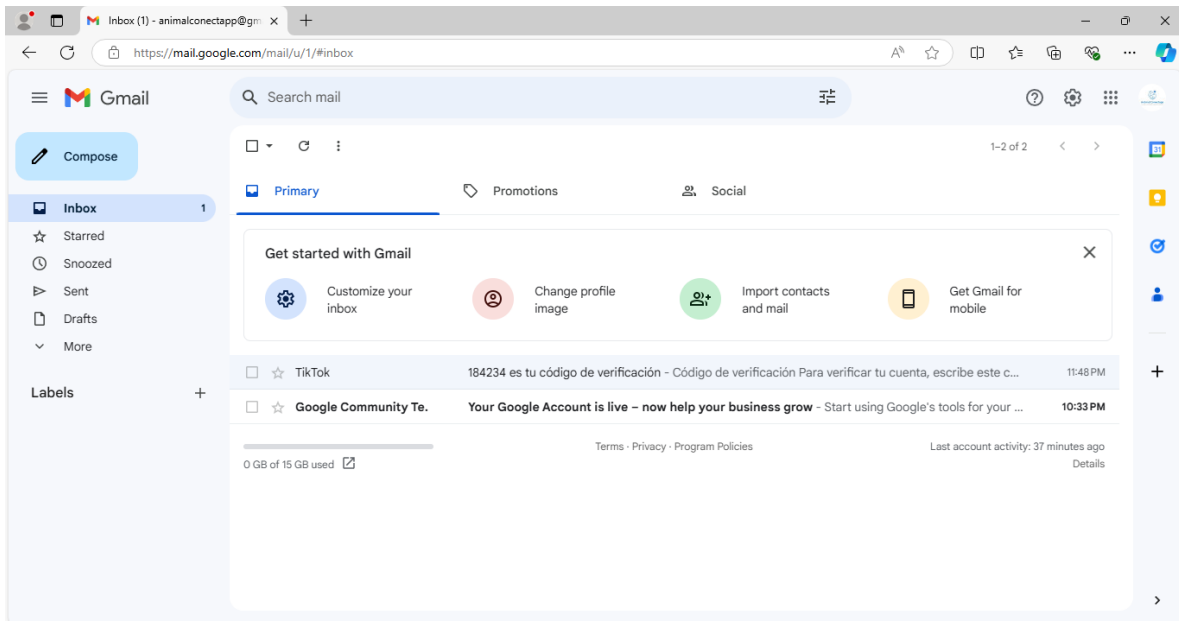 Inbox (1) - animalconectapp@gm
https://mail.google.com/mail/u/1/#inbox
Gmail
Search mail
Compose
1–2 of 2
Primary
Promotions
Social
Inbox 1
Starred
Snoozed
Sent
Drafts
More
Labels
Get started with Gmail
Customize your
inbox
Change profile
image
Import contacts
and mail
Get Gmail for
mobile
TikTok 184234 es tu código de verificación - Código de verificación Para verificar tu cuenta, escribe este c... 11:48 PM
Google Community Te. Your Google Account is live – now help your business grow - Start using Google's tools for your ... 10:33 PM
0 GB of 15 GB used
Terms · Privacy · Program Policies
Last account activity: 37 minutes ago
Details
31